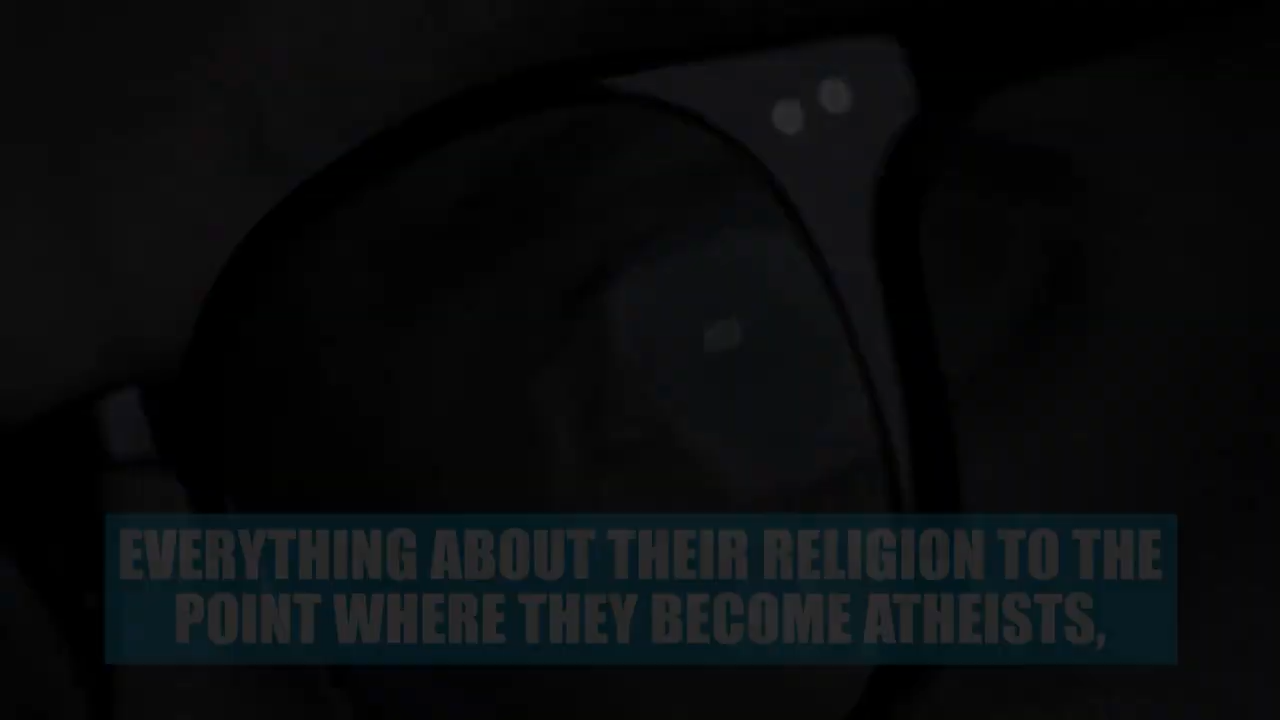 EVERYTHING ABOUT THEIR RELIGION TO THE
POINT WHERE THEY BECOME ATHEISTS,